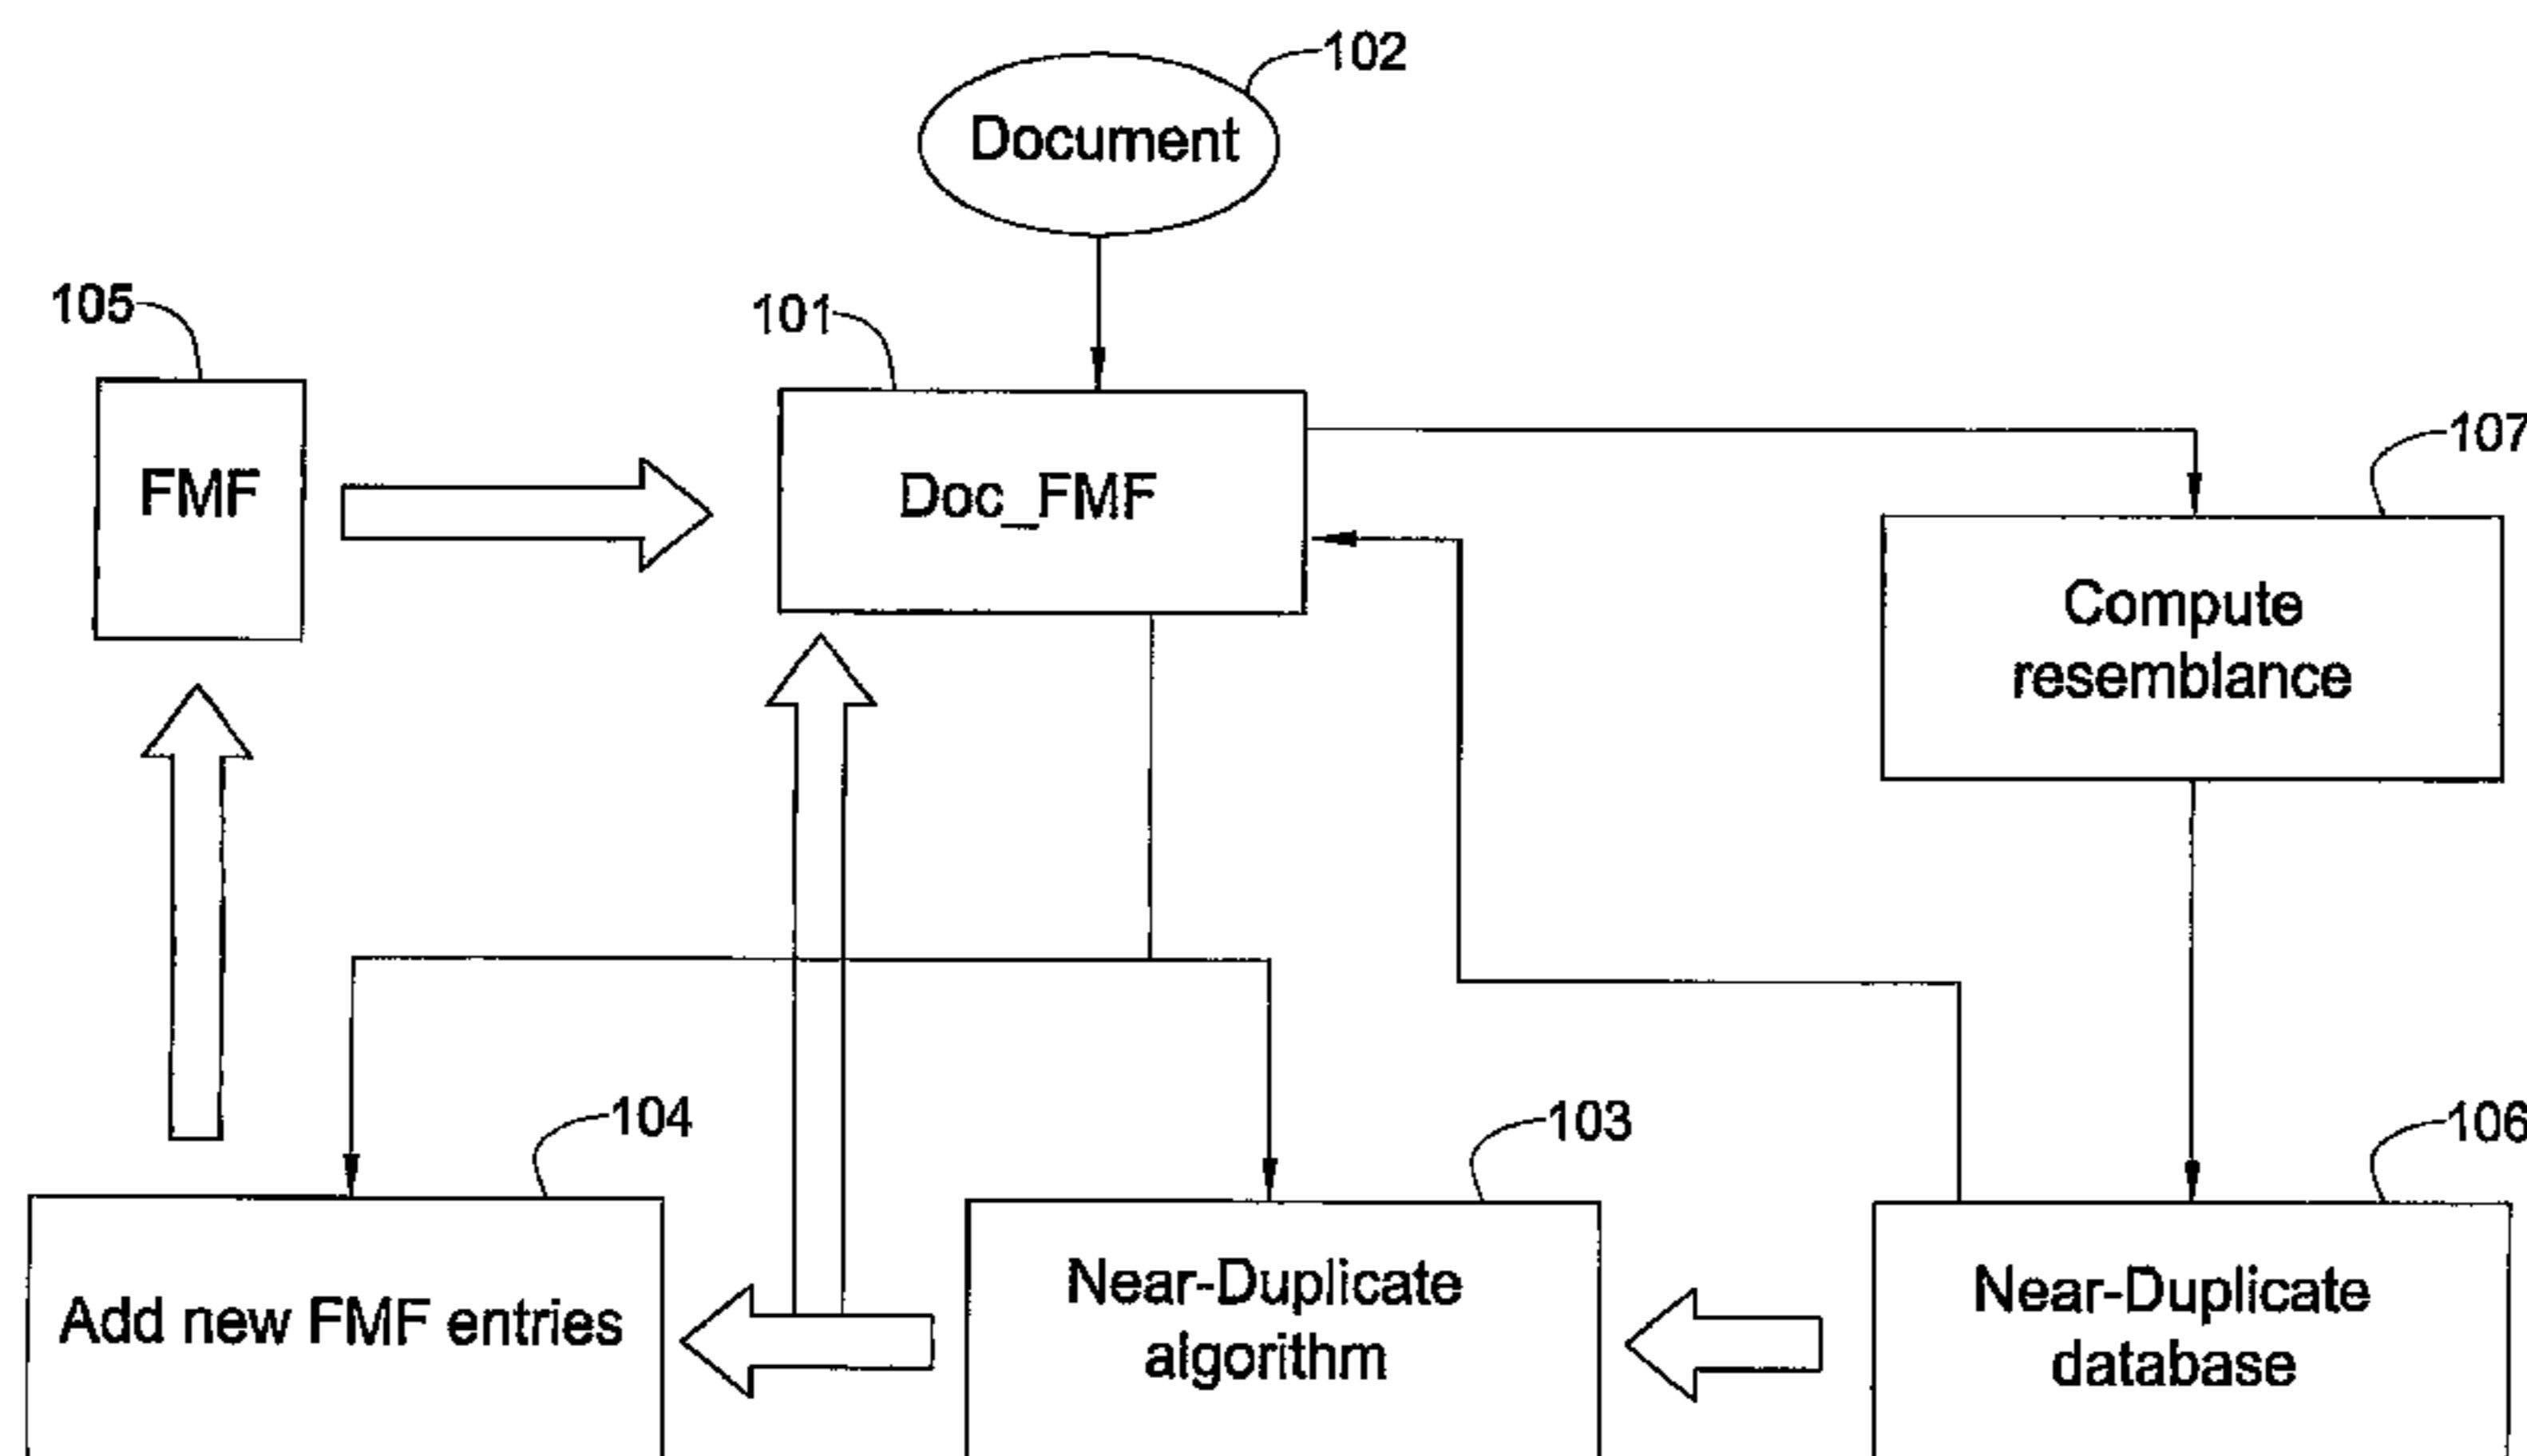 102
Document
105
101
FMF
Doc_FMF
107
Compute
resemblance
104
103
106
Add new FMF entries
Near-Duplicate
algorithm
Near-Duplicate
database